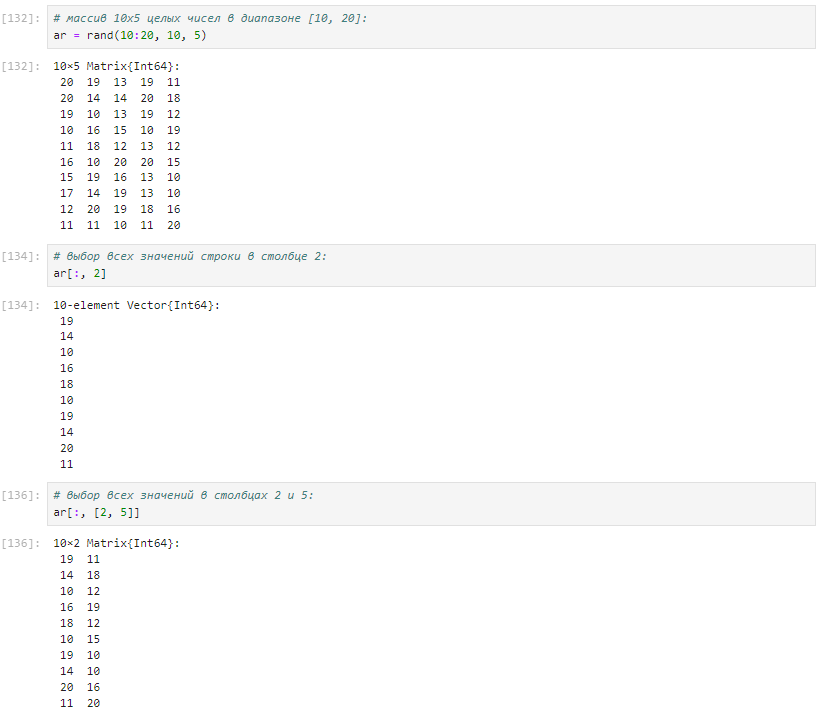 [132]: # массив 10x5 целых чисел в диапазоне [10, 20]:
ar = rand(10:20, 10, 5)
[132]: 10×5 Matrix{Int64}:
20 19 13 19 11
20 14 14 20 18
19 10 13 19 12
10 16 15 10 19
11 18 12 13 12
16 10 20 20 15
15 19 16 13 10
17 14 19 13 10
12 20 19 18 16
11 11 10 11 20
[134]: # выбор всех значений строки в столбце 2:
ar[:, 2]
[134]: 10-element Vector{Int64}:
19
14
10
16
18
10
19
14
20
11
[136]: # выбор всех значений в столбцах 2 и 5:
ar[:, [2, 5]]
[136]: 10×2 Matrix{Int64}:
19 11
14 18
10 12
16 19
18 12
10 15
19 10
14 10
20 16
11 20